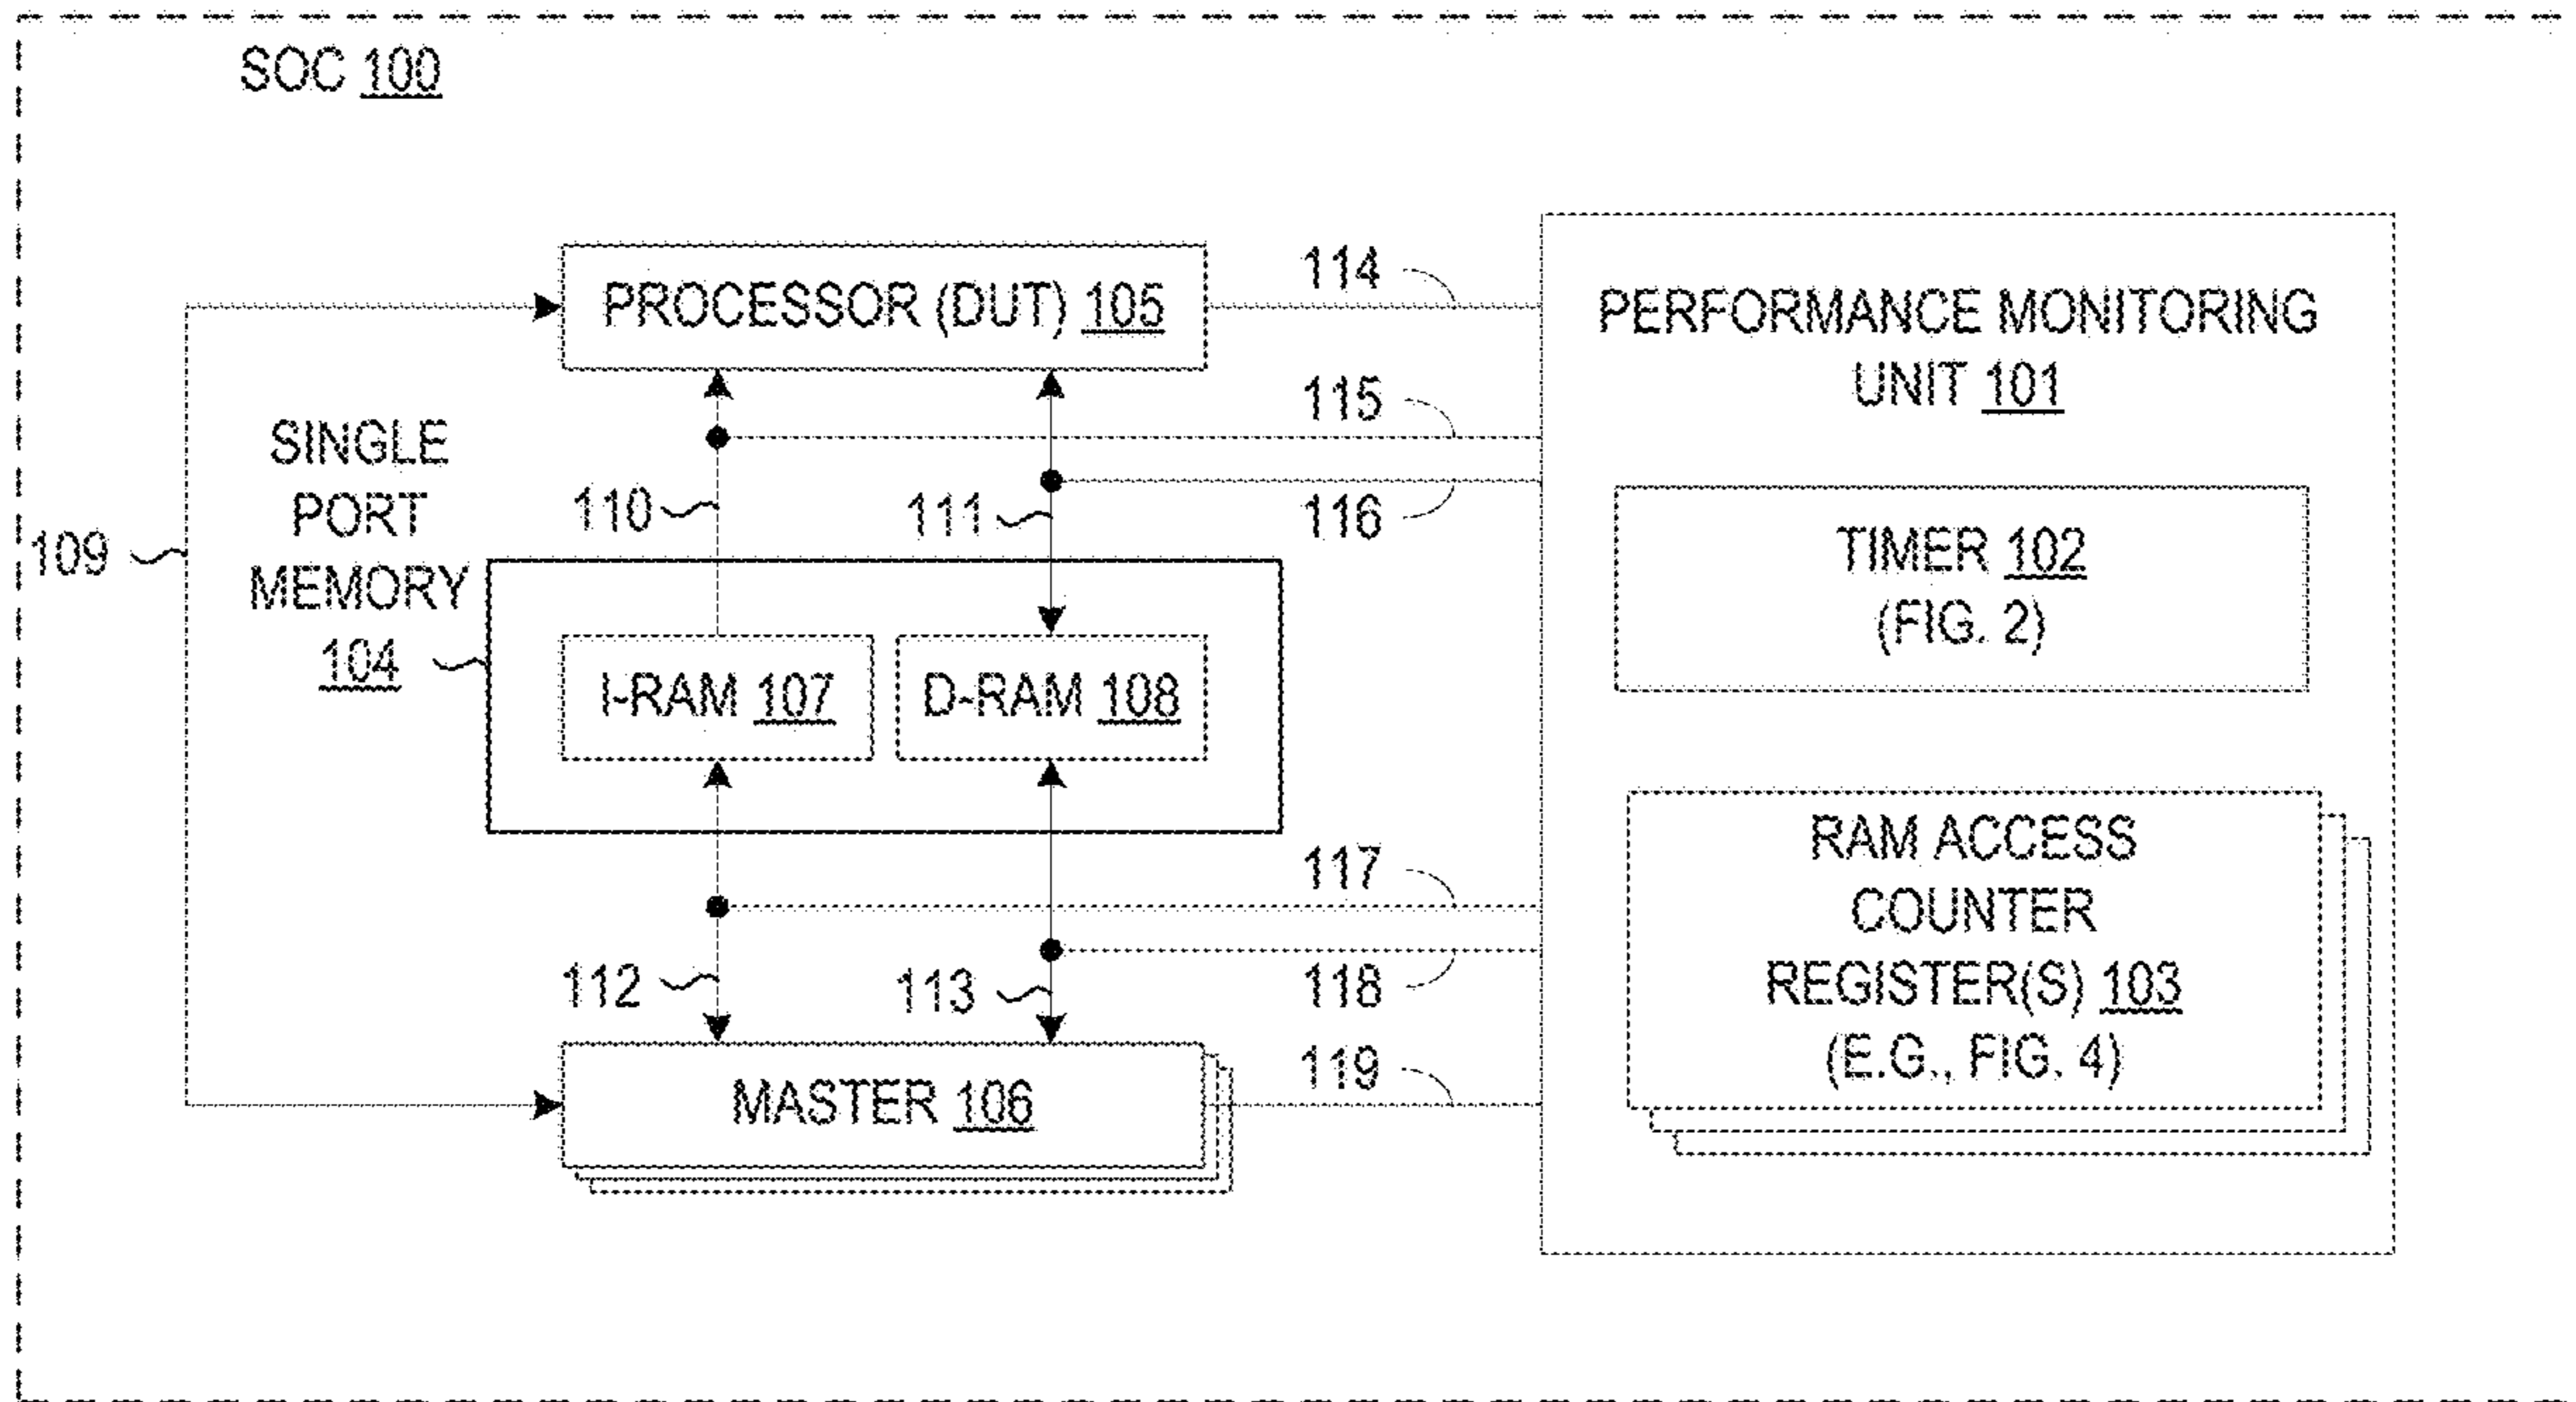 SOC 100
PROCESSOR (DUT) 105
114
PERFORMANCE MONITORING
UNIT 101
115
116
SINGLE
PORT
MEMORY
104
109
110
111
TIMER 102
(FIG. 2)
I-RAM 107
D-RAM 108
RAM ACCESS
COUNTER
REGISTER(S) 103
(E.G., FIG. 4)
117
118
112
113
119
MASTER 106